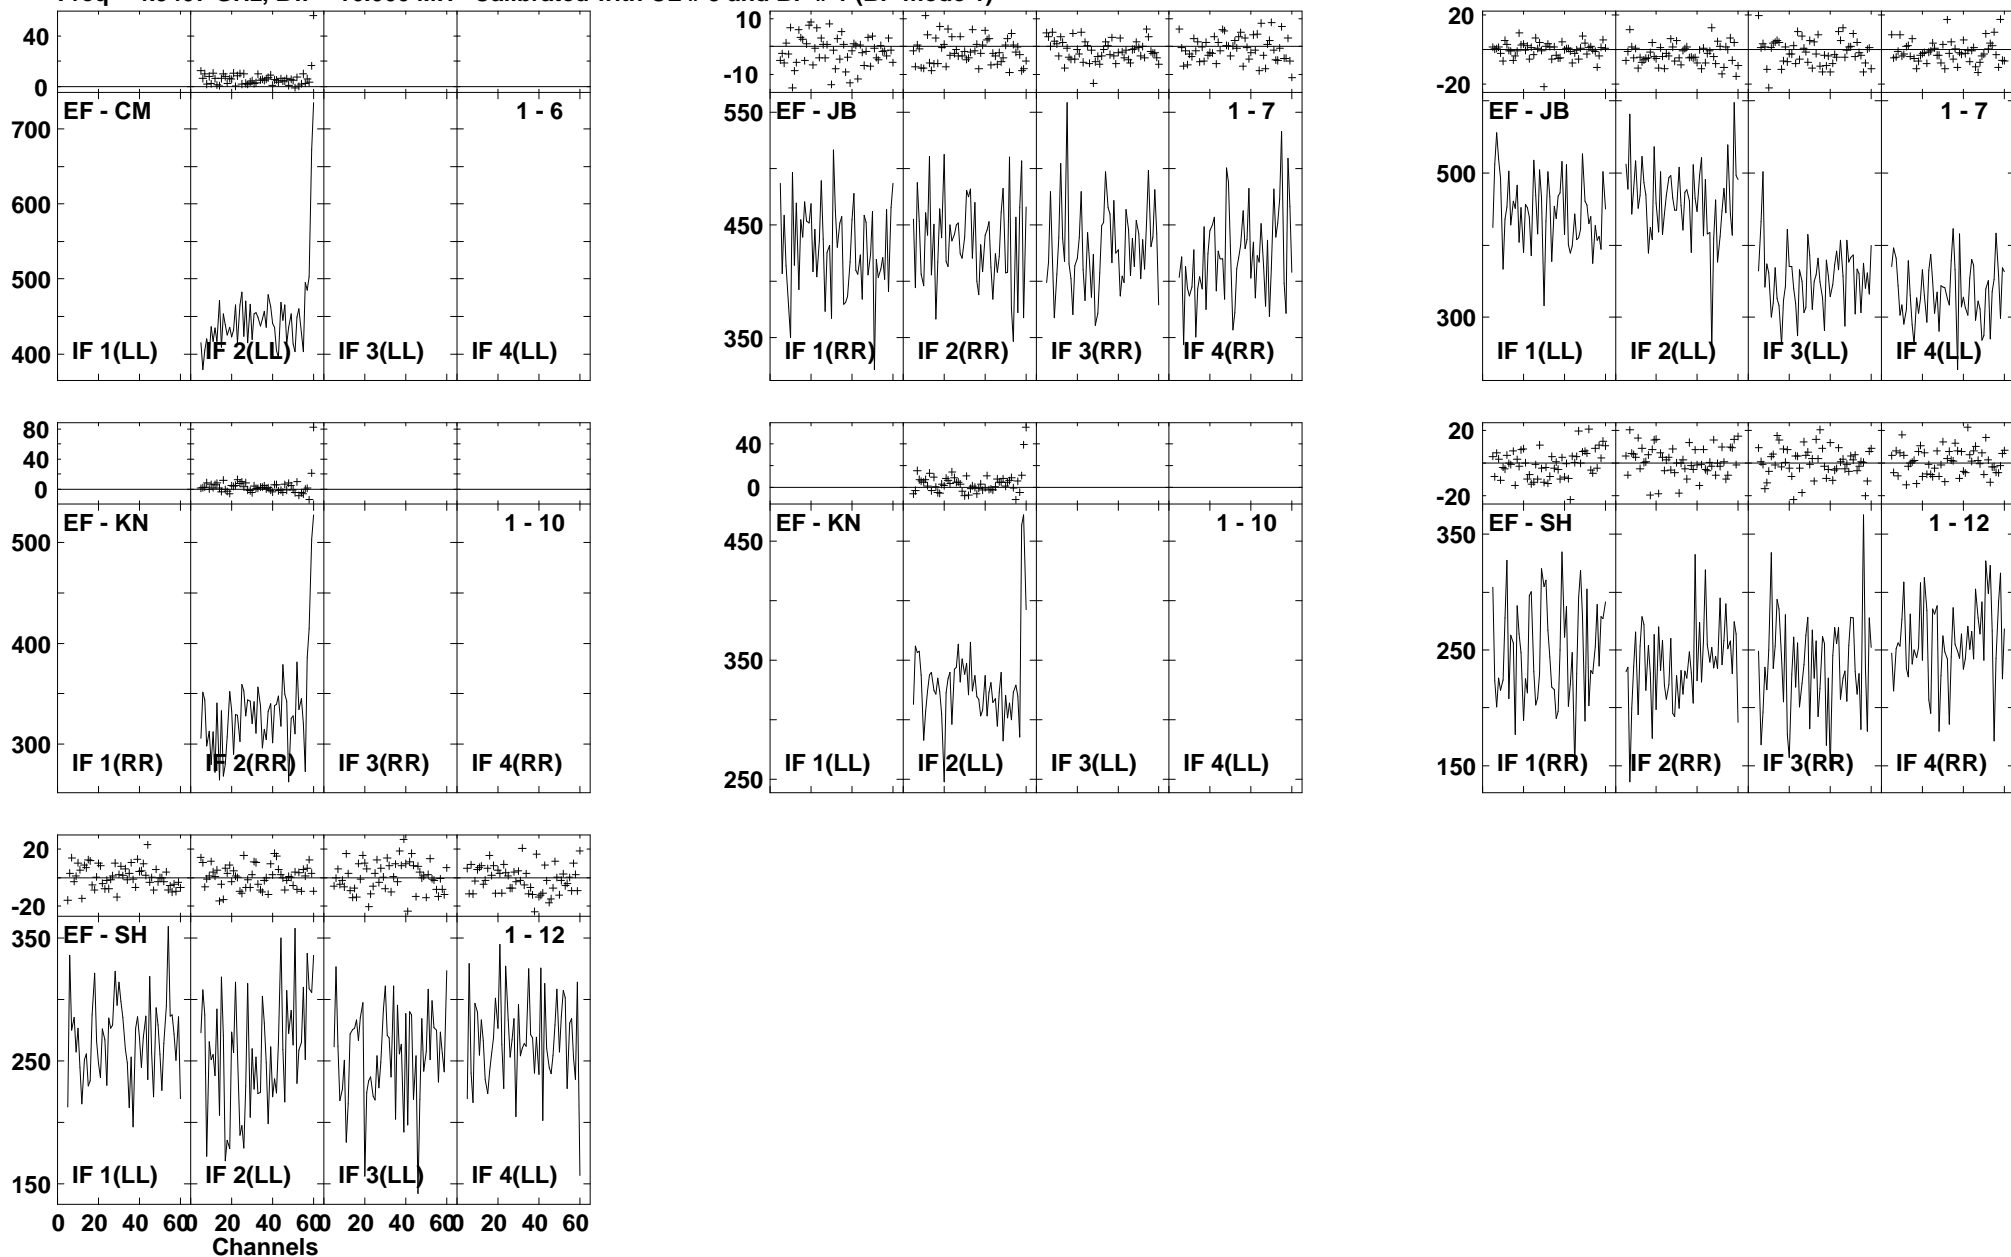 40
0
EF - CM
1 - 6
700
600
500
400
IF 1(LL)
IF 2(LL)
IF 3(LL)
IF 4(LL)
10
-10
EF - JB
1 - 7
550
450
350
IF 1(RR)
IF 2(RR)
IF 3(RR)
IF 4(RR)
20
-20
EF - JB
1 - 7
500
300
IF 1(LL)
IF 2(LL)
IF 3(LL)
IF 4(LL)
80
40
0
EF - KN
1 - 10
500
400
300
IF 1(RR)
IF 2(RR)
IF 3(RR)
IF 4(RR)
40
0
EF - KN
1 - 10
450
350
250
IF 1(LL)
IF 2(LL)
IF 3(LL)
IF 4(LL)
20
-20
EF - SH
1 - 12
350
250
150
IF 1(RR)
IF 2(RR)
IF 3(RR)
IF 4(RR)
20
-20
EF - SH
1 - 12
350
250
150
IF 1(LL)
IF 2(LL)
IF 3(LL)
IF 4(LL)
0 20 40 60 0 20 40 60 0 20 40 60 0 20 40 60
Channels